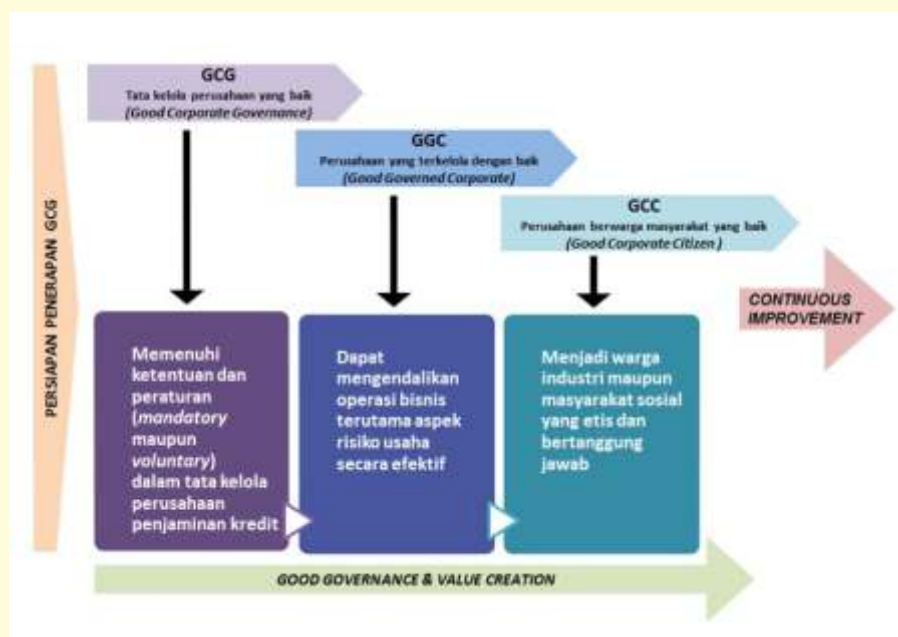 PERSIAPAN PENERAPAN GCG
GCG
Tata kelola perusahaan yang baik
(Good Corporate Governance)
GGC
Perusahaan yang terkelola dengan baik
(Good Governed Corporate)
GCC
Perusahaan berwarga masyarakat yang baik
(Good Corporate Citizen )
CONTINUOUS
IMPROVEMENT
Memenuhi
ketentuan dan
peraturan
(mandatory
maupun
voluntary)
dalam tata kelola
perusahaan
penjaminan kredit
Dapat
mengendalikan
operasi bisnis
terutama aspek
risiko usaha
secara efektif
Menjadi warga
industri maupun
masyarakat sosial
yang etis dan
bertanggung
jawab
GOOD GOVERNANCE & VALUE CREATION